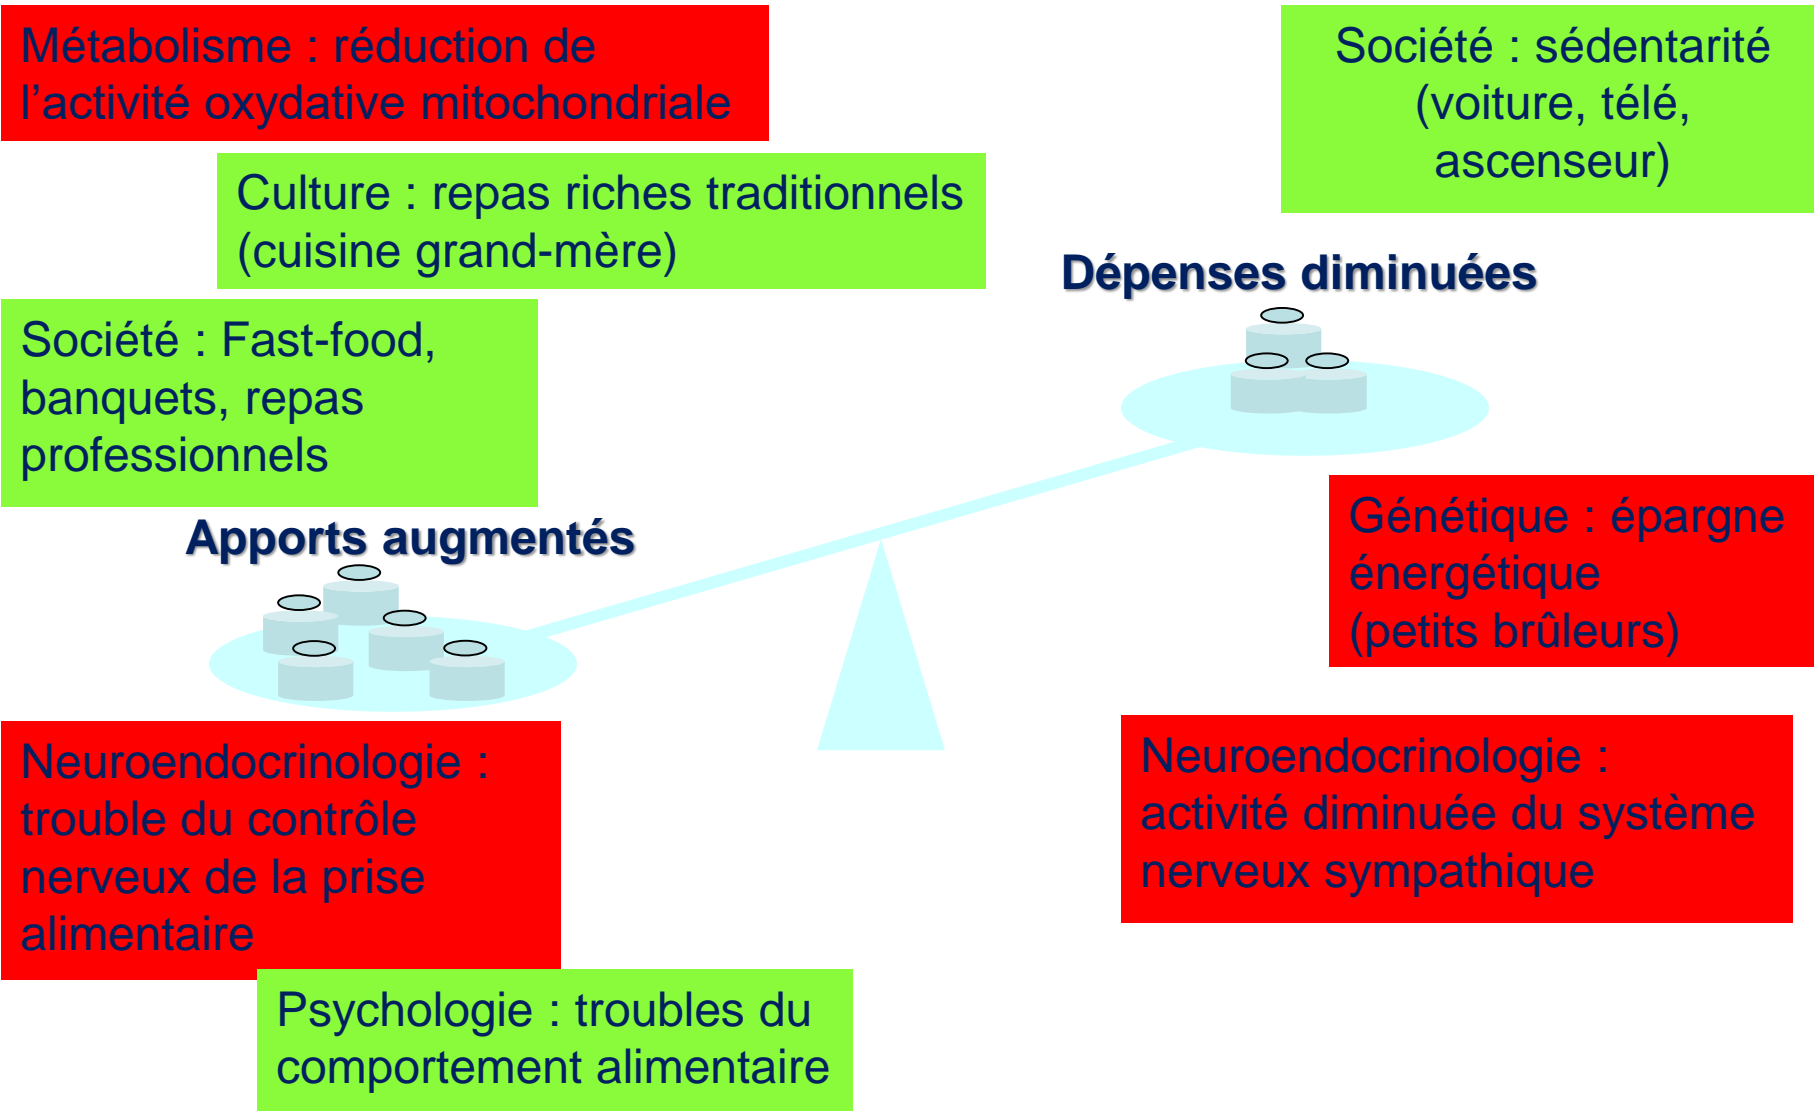 Métabolisme : réduction de
l’activité oxydative mitochondriale
Culture : repas riches traditionnels
(cuisine grand-mère)
Société : Fast-food,
banquets, repas
professionnels
Apports augmentés
Neuroendocrinologie :
trouble du contrôle
nerveux de la prise
alimentaire
Psychologie : troubles du
comportement alimentaire
Société : sédentarité
(voiture, télé,
ascenseur)
Dépenses diminuées
Génétique : épargne
énergétique
(petits brûleurs)
Neuroendocrinologie :
activité diminuée du système
nerveux sympathique